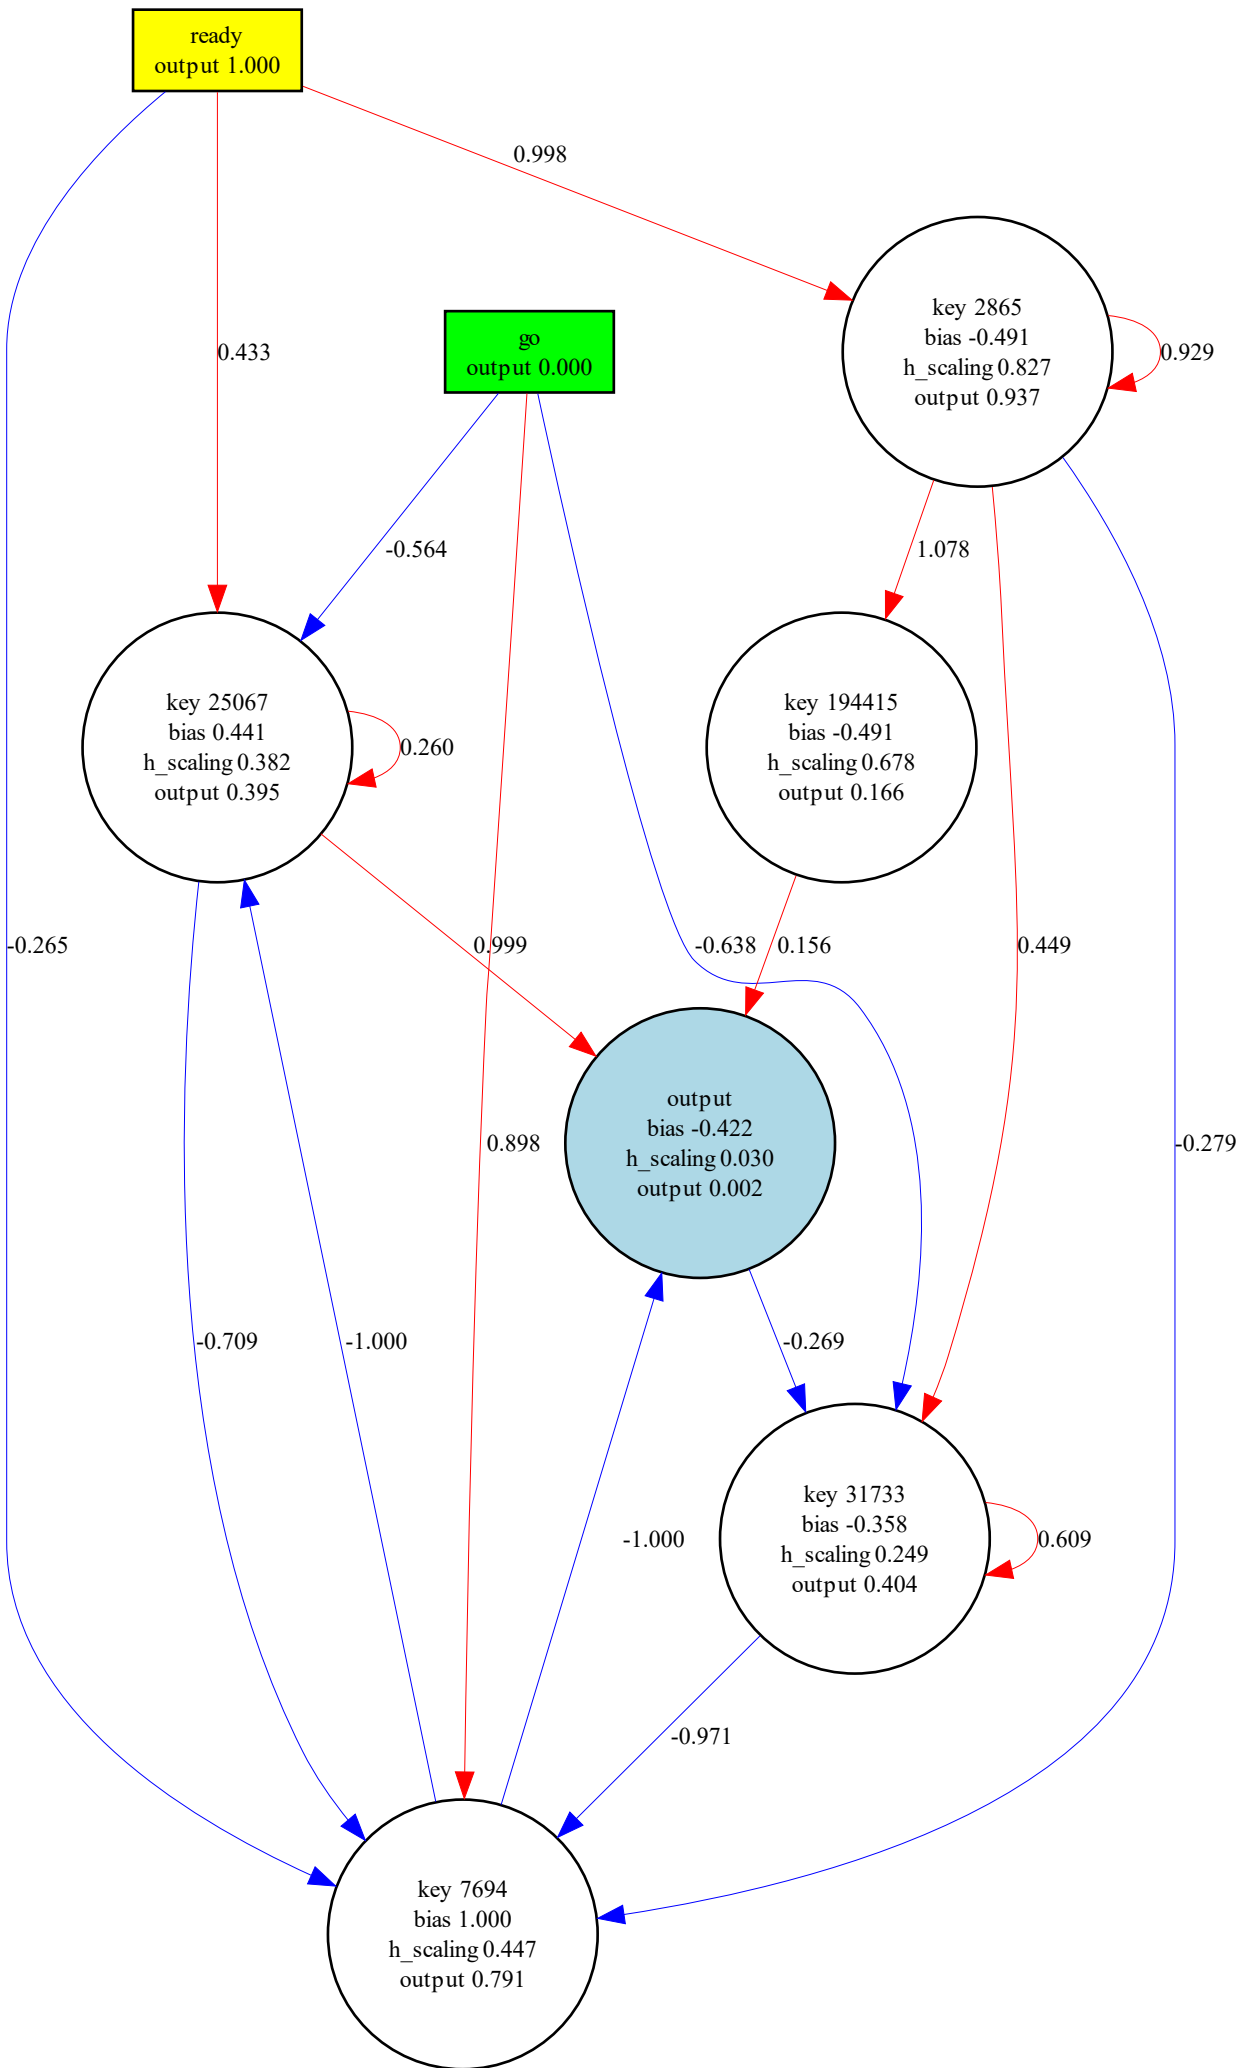 ready
output 1.000
0.998
key 2865
bias -0.491
h_scaling 0.827
output 0.937
0.929
go
output 0.000
0.433
-0.564
1.078
key 25067
bias 0.441
h_scaling 0.382
output 0.395
0.260
key 194415
bias -0.491
h_scaling 0.678
output 0.166
-0.265
0.999
-0.638
0.156
0.449
output
bias -0.422
h_scaling 0.030
output 0.002
0.898
-0.279
-0.709
-1.000
-0.269
key 31733
bias -0.358
h_scaling 0.249
output 0.404
-1.000
0.609
-0.971
key 7694
bias 1.000
h_scaling 0.447
output 0.791